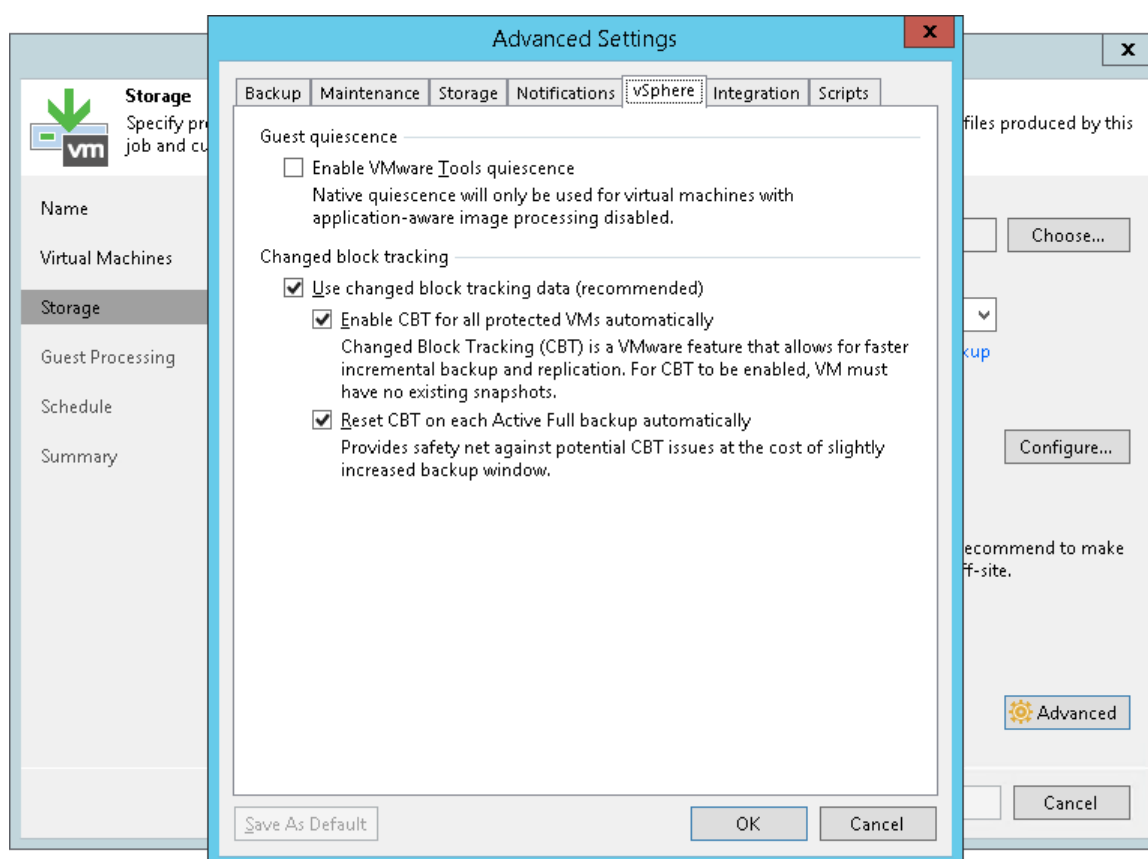 Advanced Settings
x
x
Storage
Specify pr
job and cu
files produced by this
vm
Name
Virtual Machines
Storage
Guest Processing
Schedule
Summary
Backup
Maintenance
Storage
Notifications
vSphere
Integration
Scripts
Guest quiescence
Enable VMware Tools quiescence
Native quiescence will only be used for virtual machines with
application-aware image processing disabled.
Changed block tracking
Use changed block tracking data (recommended)
Enable CBT for all protected VMs automatically
Changed Block Tracking (CBT) is a VMware feature that allows for faster
incremental backup and replication. For CBT to be enabled, VM must
have no existing snapshots.
Reset CBT on each Active Full backup automatically
Provides safety net against potential CBT issues at the cost of slightly
increased backup window.
Choose...
kup
Configure...
ecommend to make
ff-site.
Advanced
Save As Default
OK
Cancel
Cancel